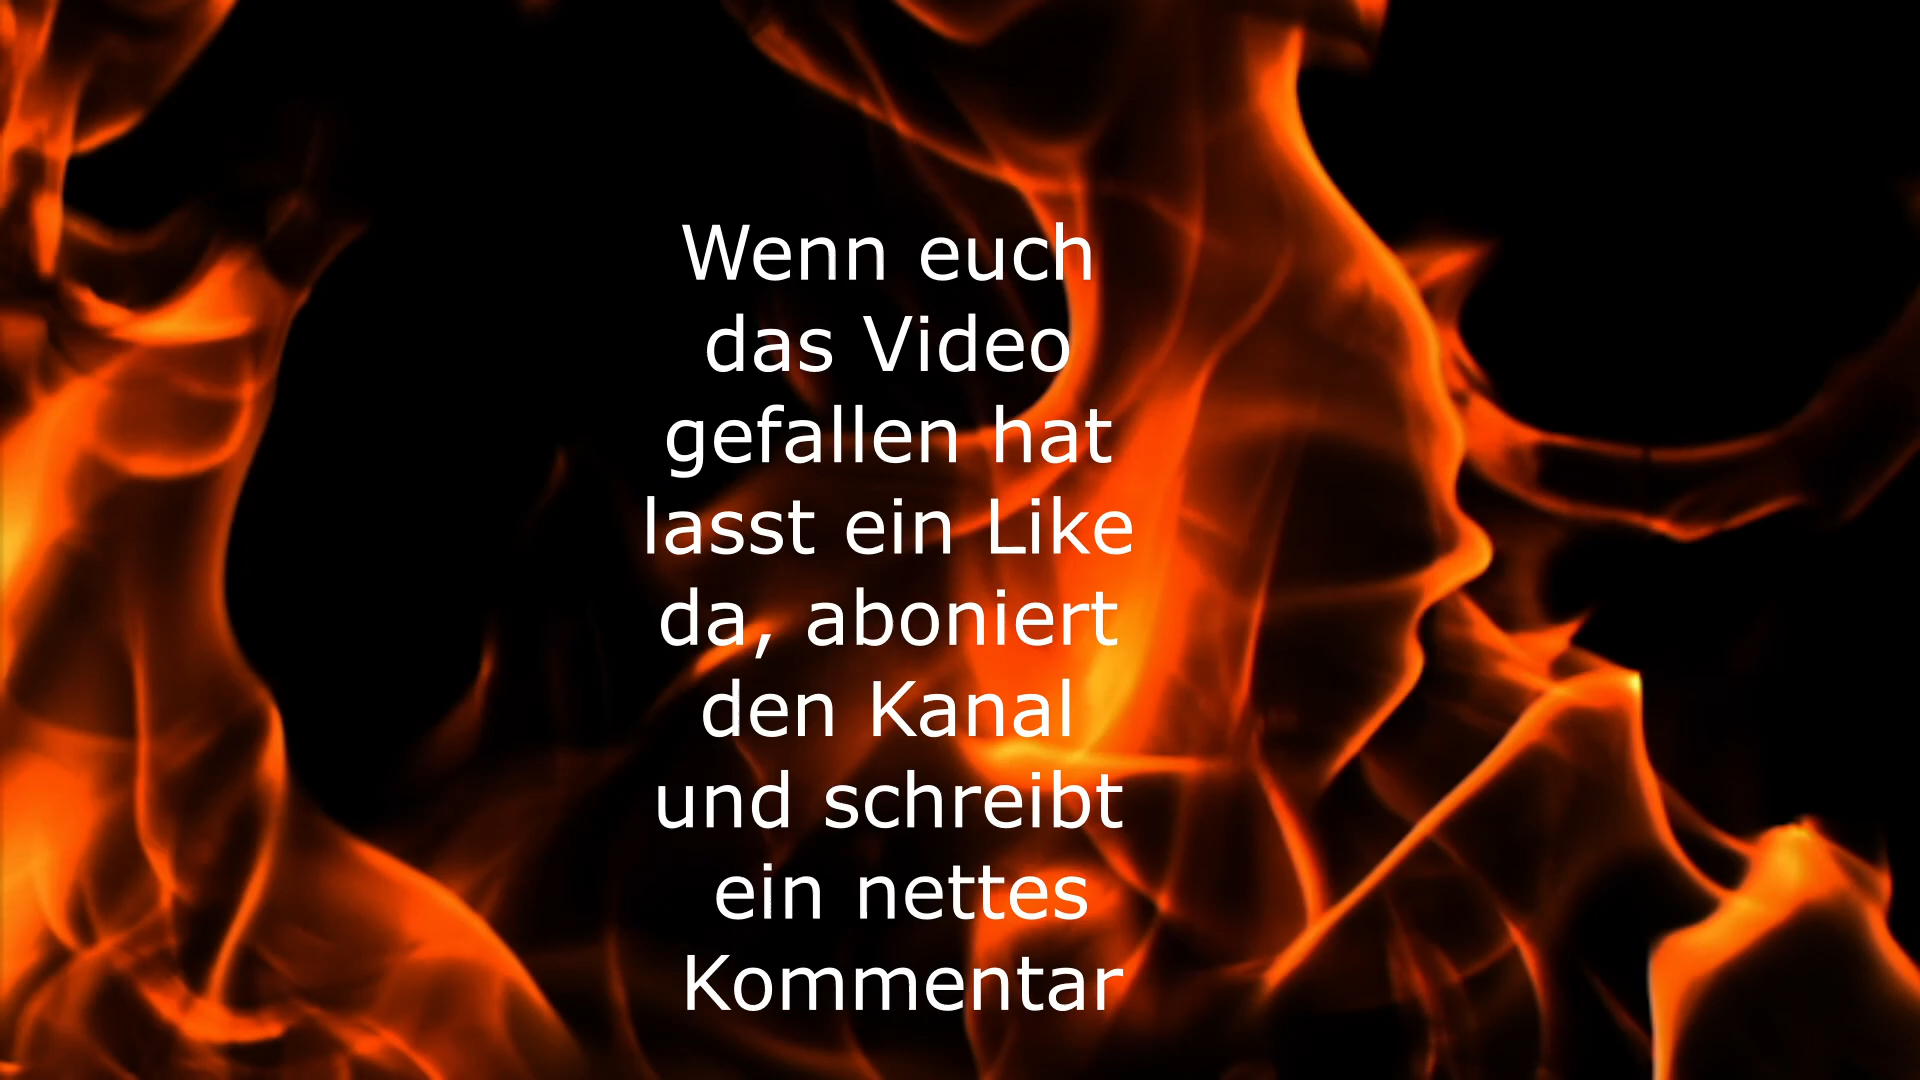 Wenn euch
das Video
gefallen hat
lasst ein Like
da, aboniert
den Kanal
und schreibt
ein nettes
Kommentar